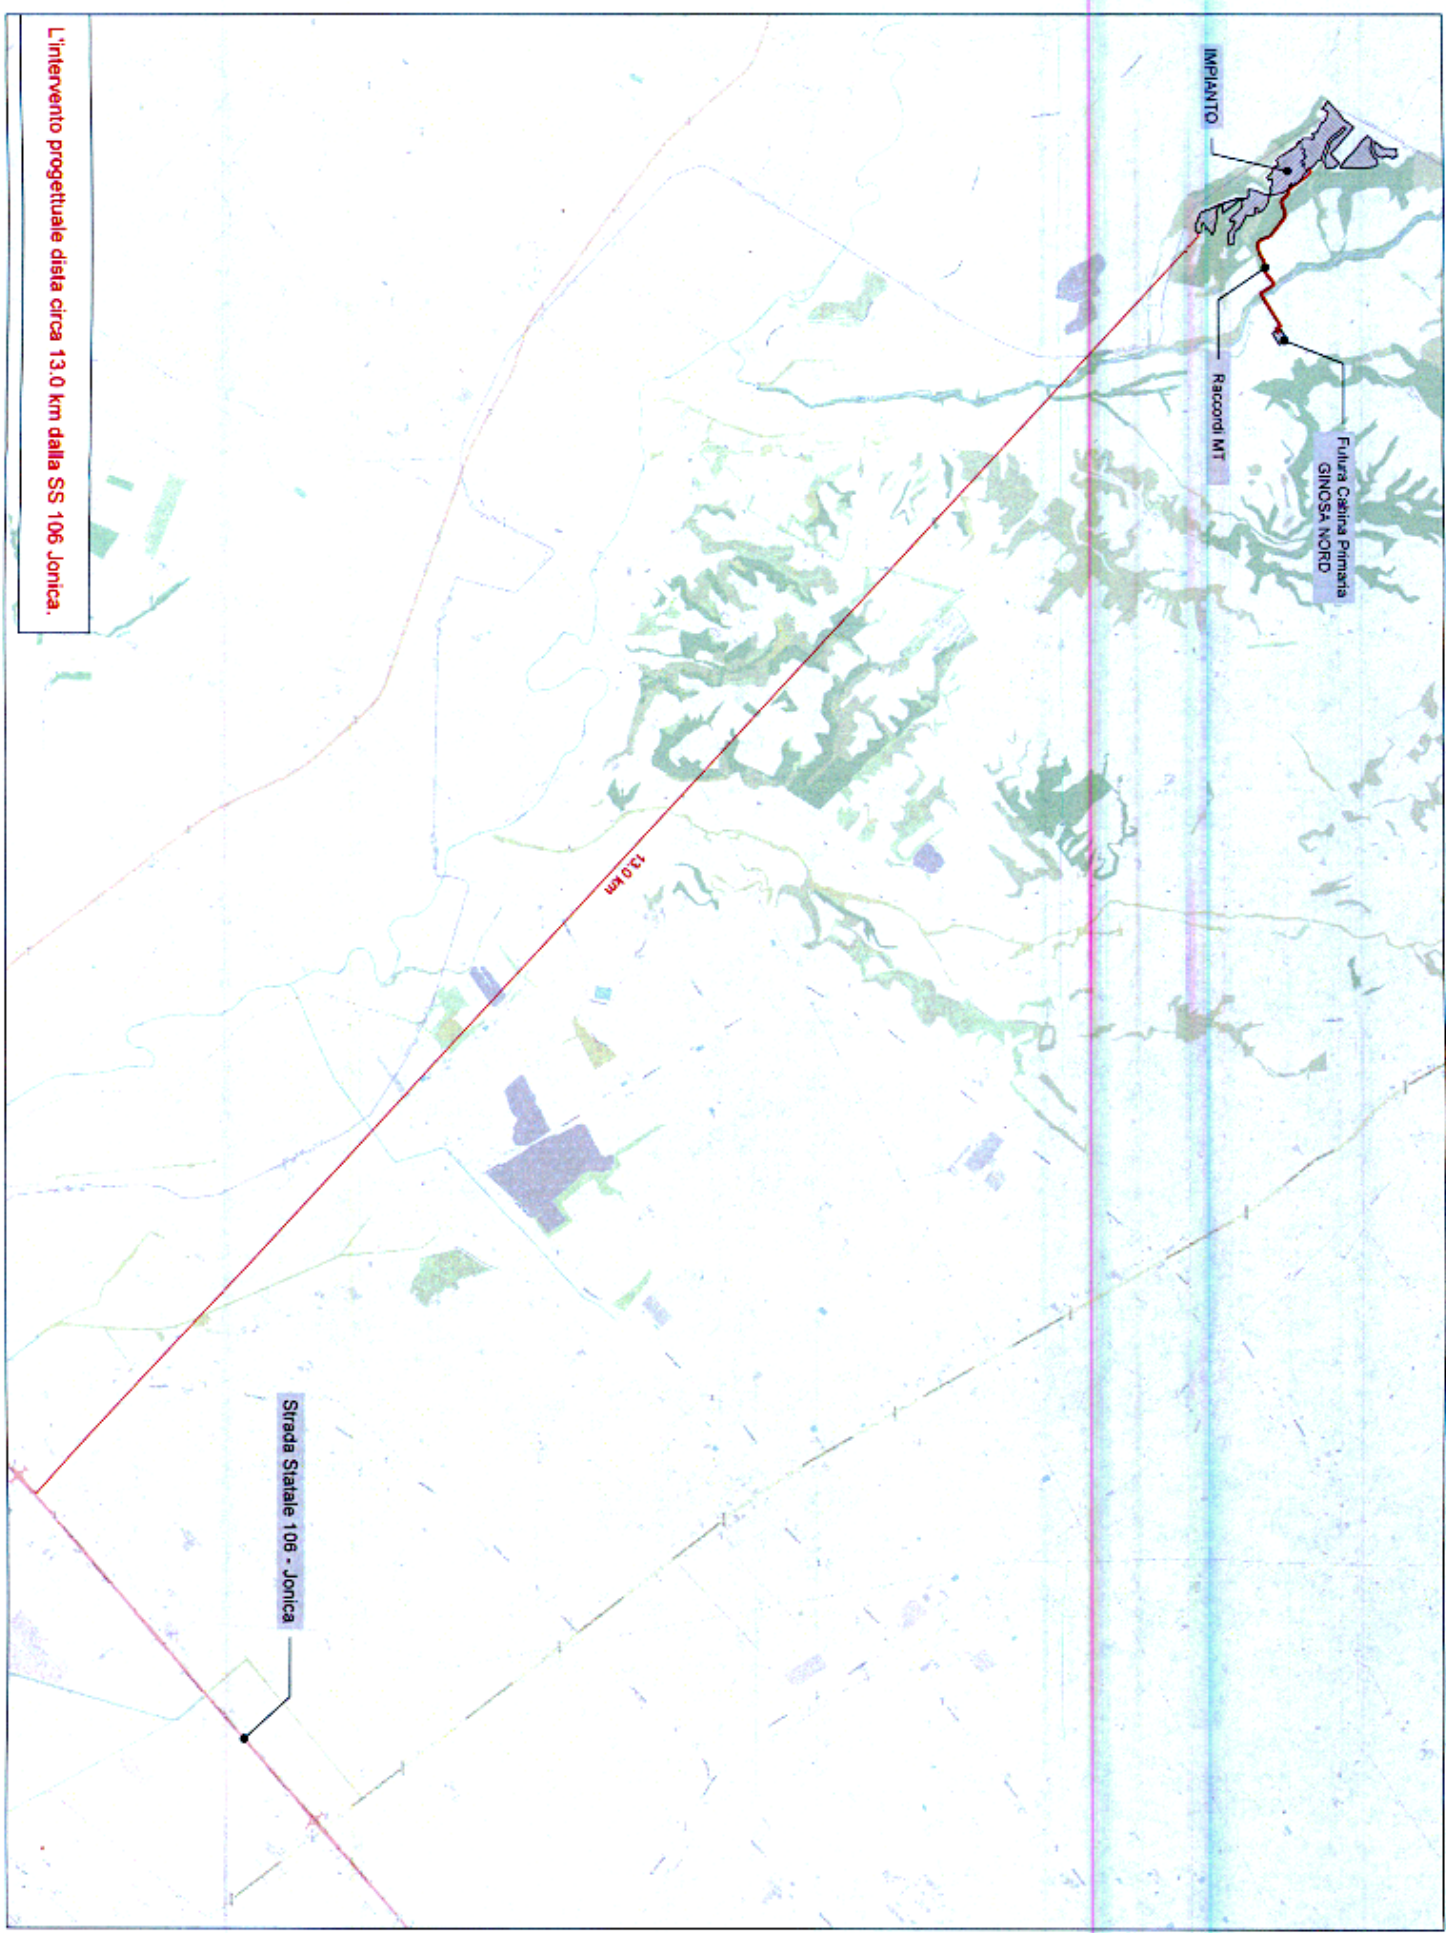 IMPIANTO
Raccordi MT
Futura Cabina Primaria
GINOSA NORD
13.0 km
Strada Statale 106 - Jonica
L'intervento progettuale dista circa 13.0 km dalla SS 106 Jonica.